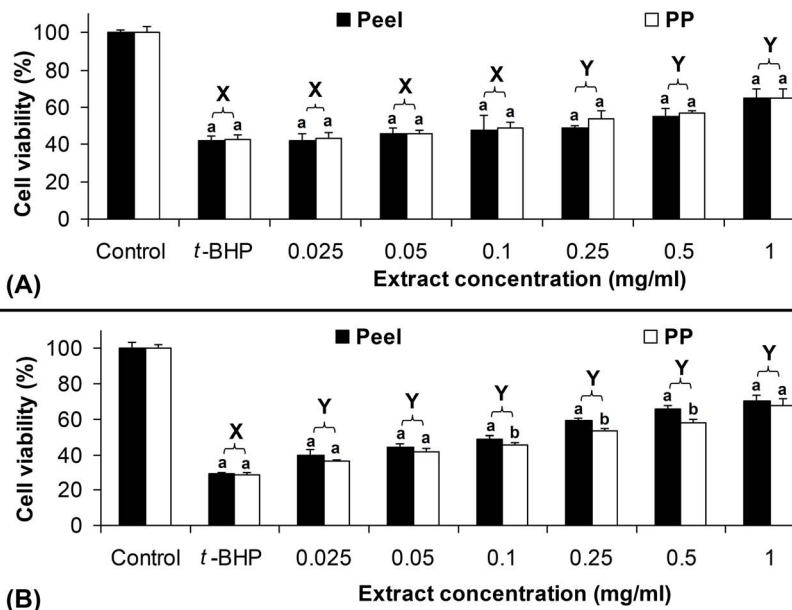 Peel PP
Cell viability (%)
100
80
60
40
20
0
X X X X Y Y Y
a a a a a a a a a a a a a a
Control t-BHP 0.025 0.05 0.1 0.25 0.5 1
(A) Extract concentration (mg/ml)
Peel PP
Cell viability (%)
100
80
60
40
20
0
X Y Y Y Y Y Y
a a a a a a a b a b a b a a
Control t-BHP 0.025 0.05 0.1 0.25 0.5 1
(B) Extract concentration (mg/ml)